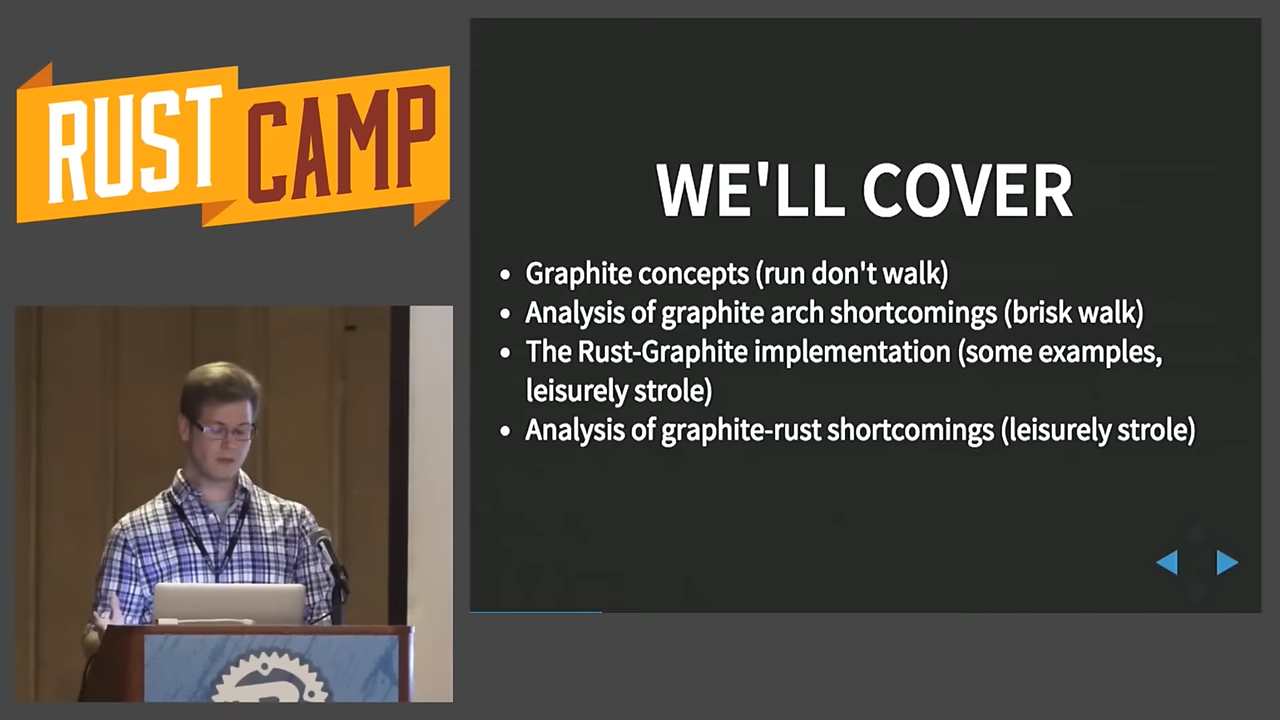 RUST CAMP
WE'LL COVER
Graphite concepts (run don't walk)
Analysis of graphite arch shortcomings (brisk walk)
The Rust-Graphite implementation (some examples,
leisurely strole)
Analysis of graphite-rust shortcomings (leisurely strole)